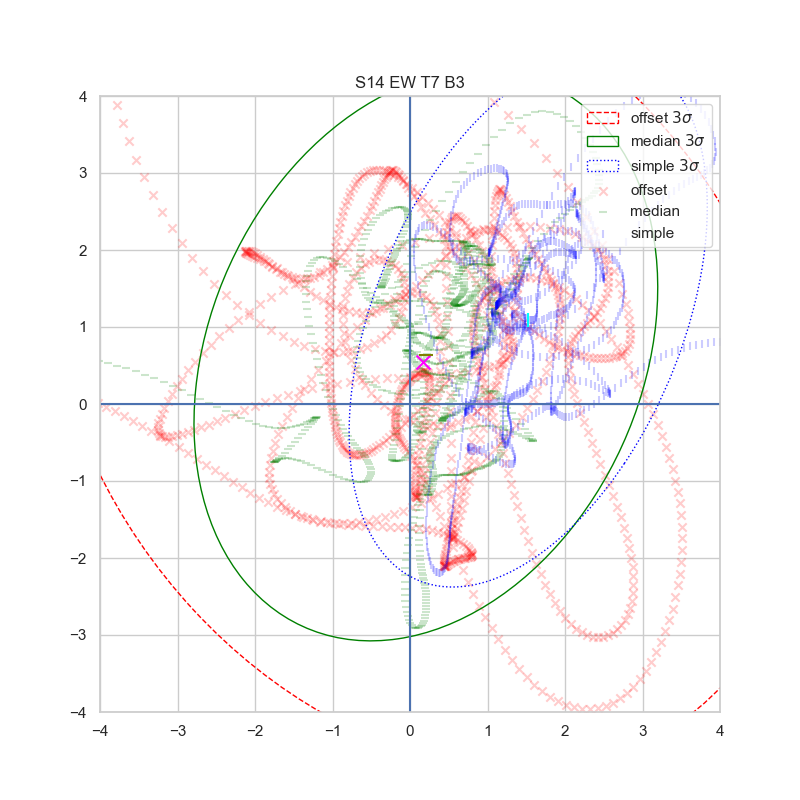 S14 EW T7 B3
4
3
2
1
0
−1
−2
−3
−4
−4
−3
−2
−1
0
1
2
3
4
offset 3σ
median 3σ
simple 3σ
offset
median
simple